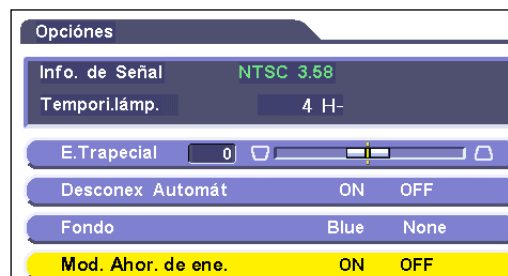 Opciónes
Info. de Señal NTSC 3.58
Tempori.lámp. 4 H-
E.Trapecial 0
Desconex Automát ON OFF
Fondo Blue None
Mod. Ahor. de ene. ON OFF